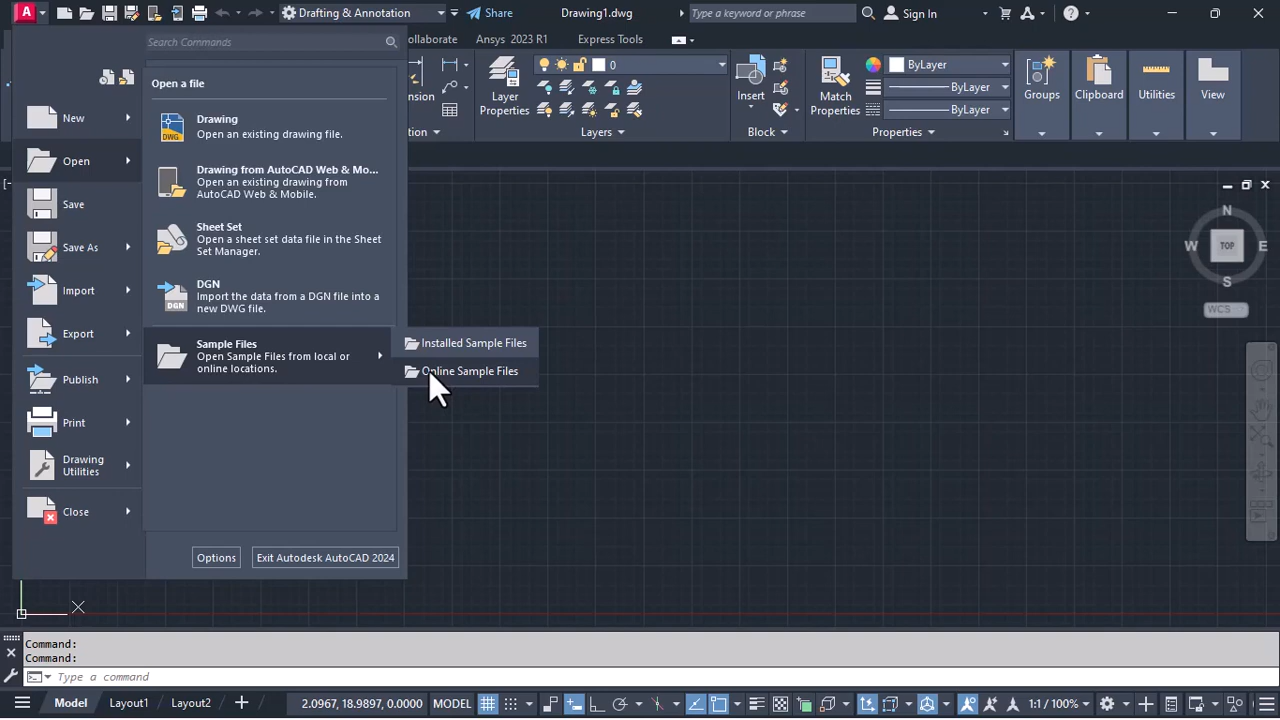 A
Drafting & Annotation
Share
Drawing1.dwg
Type a keyword or phrase
Sign In
Search Commands
ollaborate
Ansys 2023 R1
Express Tools
Open a file
New
Open
Save
Save As
Import
Export
Publish
Print
Drawing
Utilities
Close
Drawing
Open an existing drawing file.
DWG
Drawing from AutoCAD Web & Mo...
Open an existing drawing from
AutoCAD Web & Mobile.
Sheet Set
Open a sheet set data file in the Sheet
Set Manager.
DGN
Import the data from a DGN file into a
new DWG file.
DGN
Sample Files
Open Sample Files from local or
online locations.
Installed Sample Files
Online Sample Files
Options
Exit Autodesk AutoCAD 2024
nsion
Layer
Properties
0
Layers
Insert
Block
Match
Properties
ByLayer
ByLayer
ByLayer
Properties
Groups
Clipboard
Utilities
View
N
W
TOP
E
S
WCS
X
Command:
Command:
Type a command
Model
Layout1
Layout2
2.0967, 18.9897, 0.0000
MODEL
1:1 / 100%